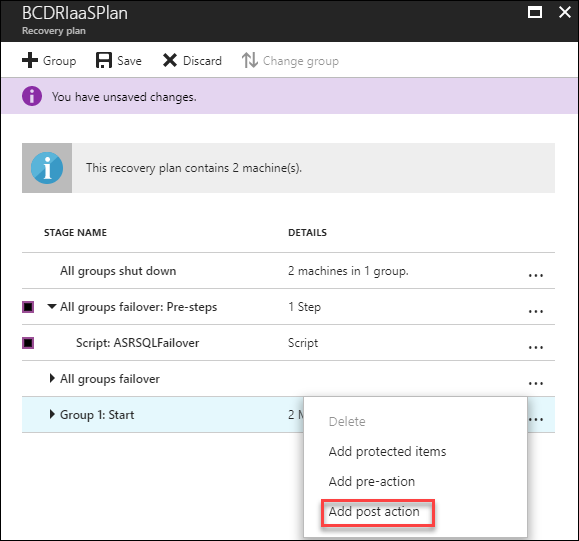 BCDRIaaSPlan
Recovery plan
Group Save Discard Change group
You have unsaved changes.
This recovery plan contains 2 machine(s).
STAGE NAME DETAILS
All groups shut down 2 machines in 1 group. ...
All groups failover: Pre-steps 1 Step ...
Script: ASRSQLFailover Script ...
All groups failover ...
Group 1: Start 2 ...
Delete
Add protected items
Add pre-action
Add post action